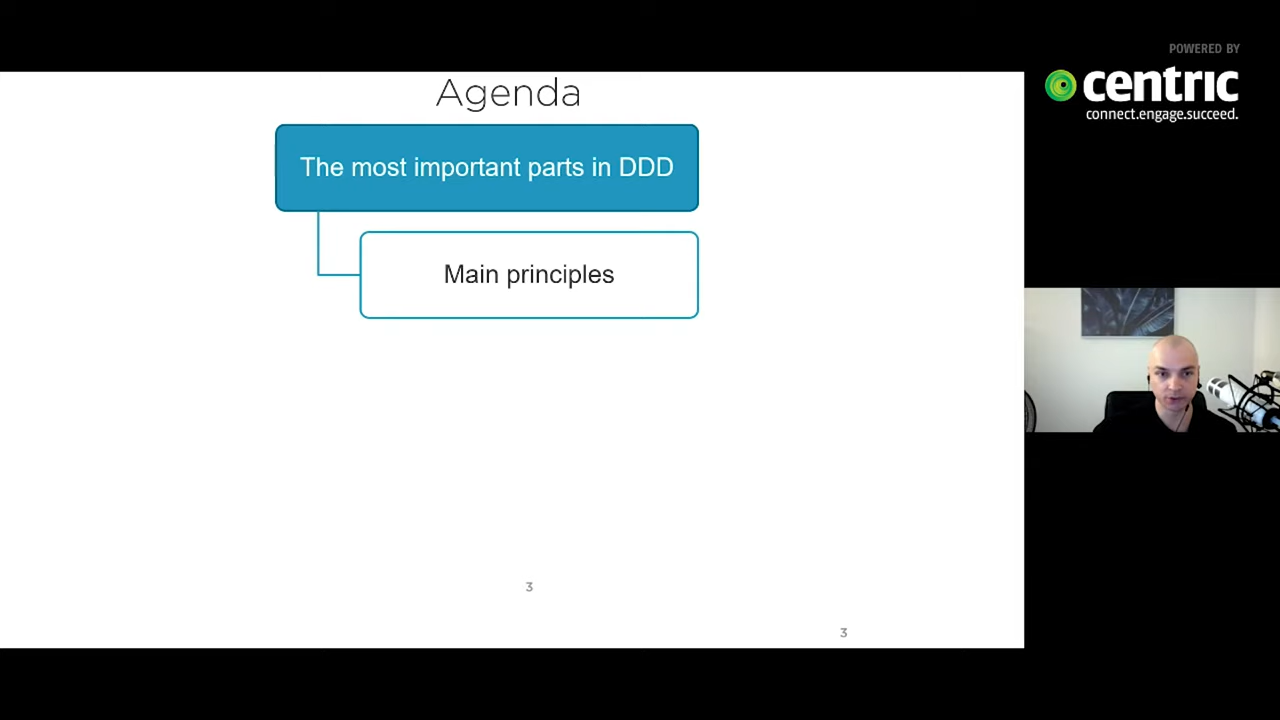 POWERED BY
centric
connect.engage.succeed.
Agenda
The most important parts in DDD
Main principles
3
3